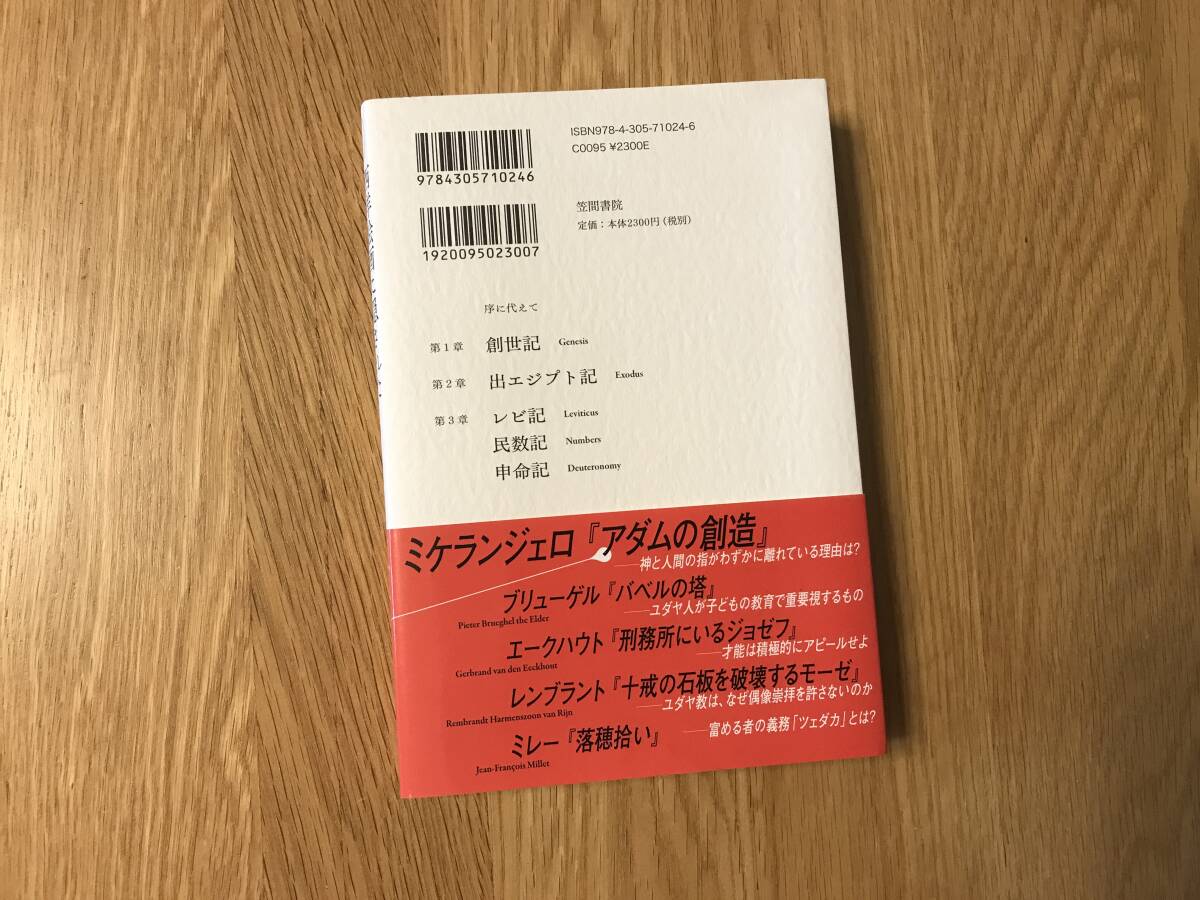 ISBN978-4-305-71024-6
C0095 ¥2300E
9784305710246
笠間書院
定価：本体2300円（税別）
1920095023007
序に代えて
第1章 創世記 Genesis
第2章 出エジプト記 Exodus
第3章 レビ記 Leviticus
民数記 Numbers
申命記 Deuteronomy
ミケランジェロ『アダムの創造』
——神と人間の指がわずかに離れている理由は?
ブリューゲル『バベルの塔』
Pieter Brueghel the Elder
——ユダヤ人が子どもの教育で重要視するもの
エークハウト『刑務所にいるジョゼフ』
Gerbrand van den Eeckhout
——才能は積極的にアピールせよ
レンブラント『十戒の石板を破壊するモーゼ』
Rembrandt Harmenszoon van Rijn
——ユダヤ教は、なぜ偶像崇拝を許さないのか
ミレー『落穂拾い』
Jean-François Millet
——富める者の義務「ツェダカ」とは?